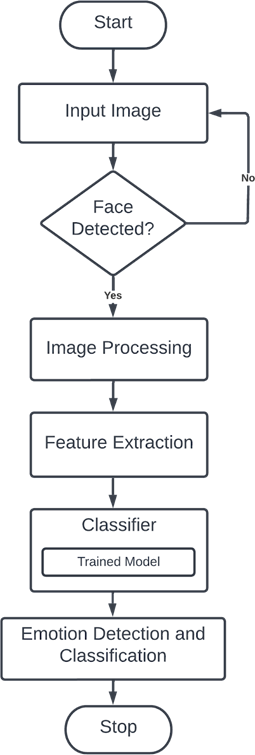 Start
Input Image
Face
Detected?
No
Yes
Image Processing
Feature Extraction
Classifier
Trained Model
Emotion Detection and
Classification
Stop